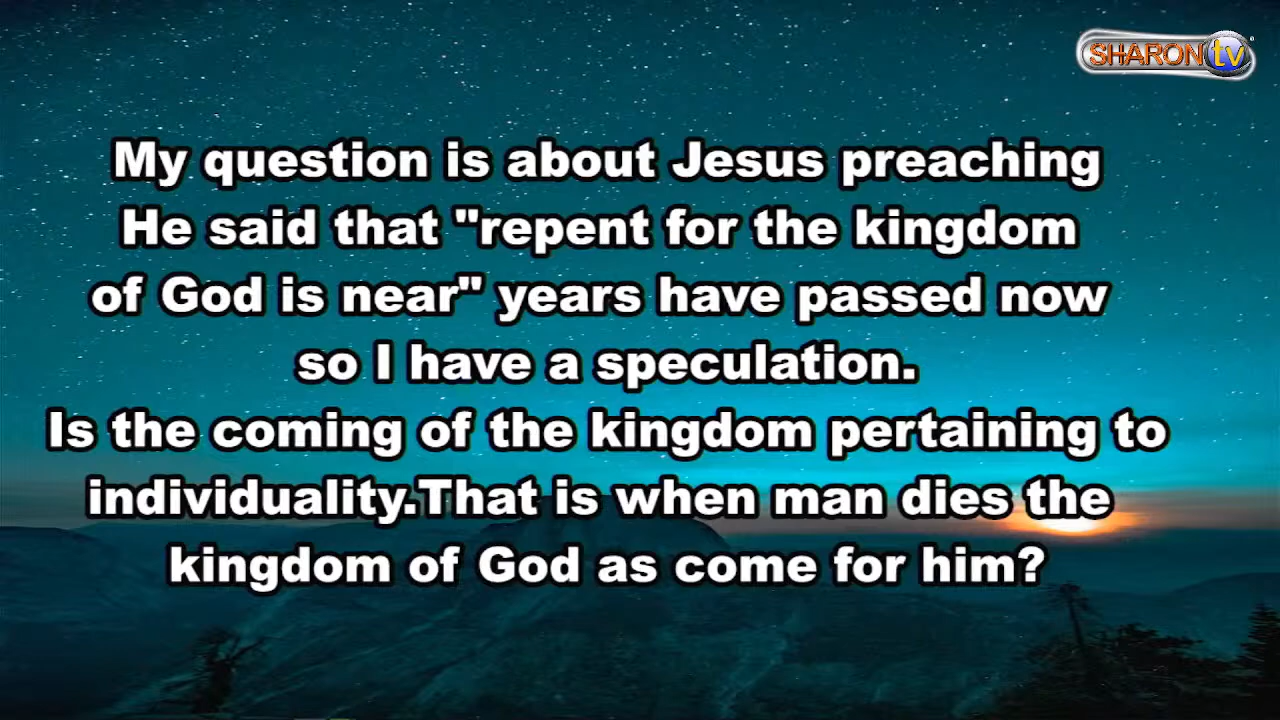 SHARON tv
My question is about Jesus preaching
He said that "repent for the kingdom
of God is near" years have passed now
so I have a speculation.
Is the coming of the kingdom pertaining to
individuality.That is when man dies the
kingdom of God as come for him?